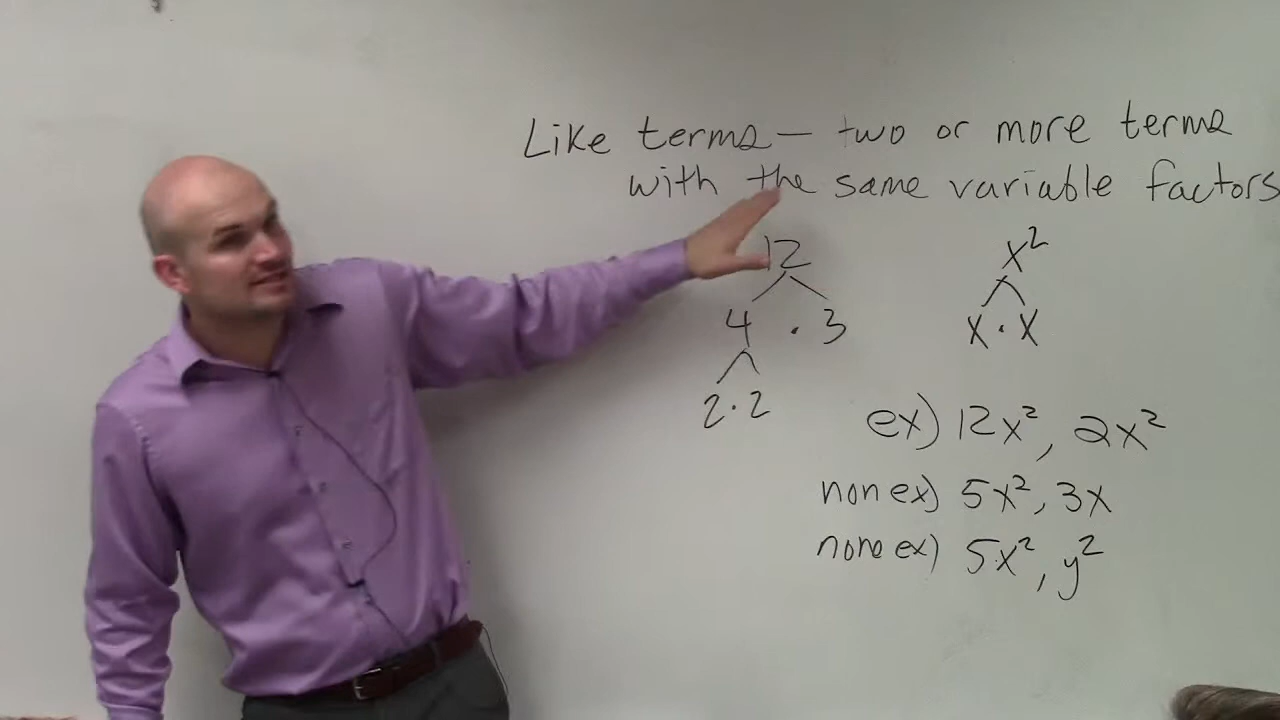 Like terms — two or more terms
with the same variable factors
12
x²
4 · 3
x · x
2 · 2
ex) 12x², 2x²
non ex) 5x², 3x
none ex) 5x², y²